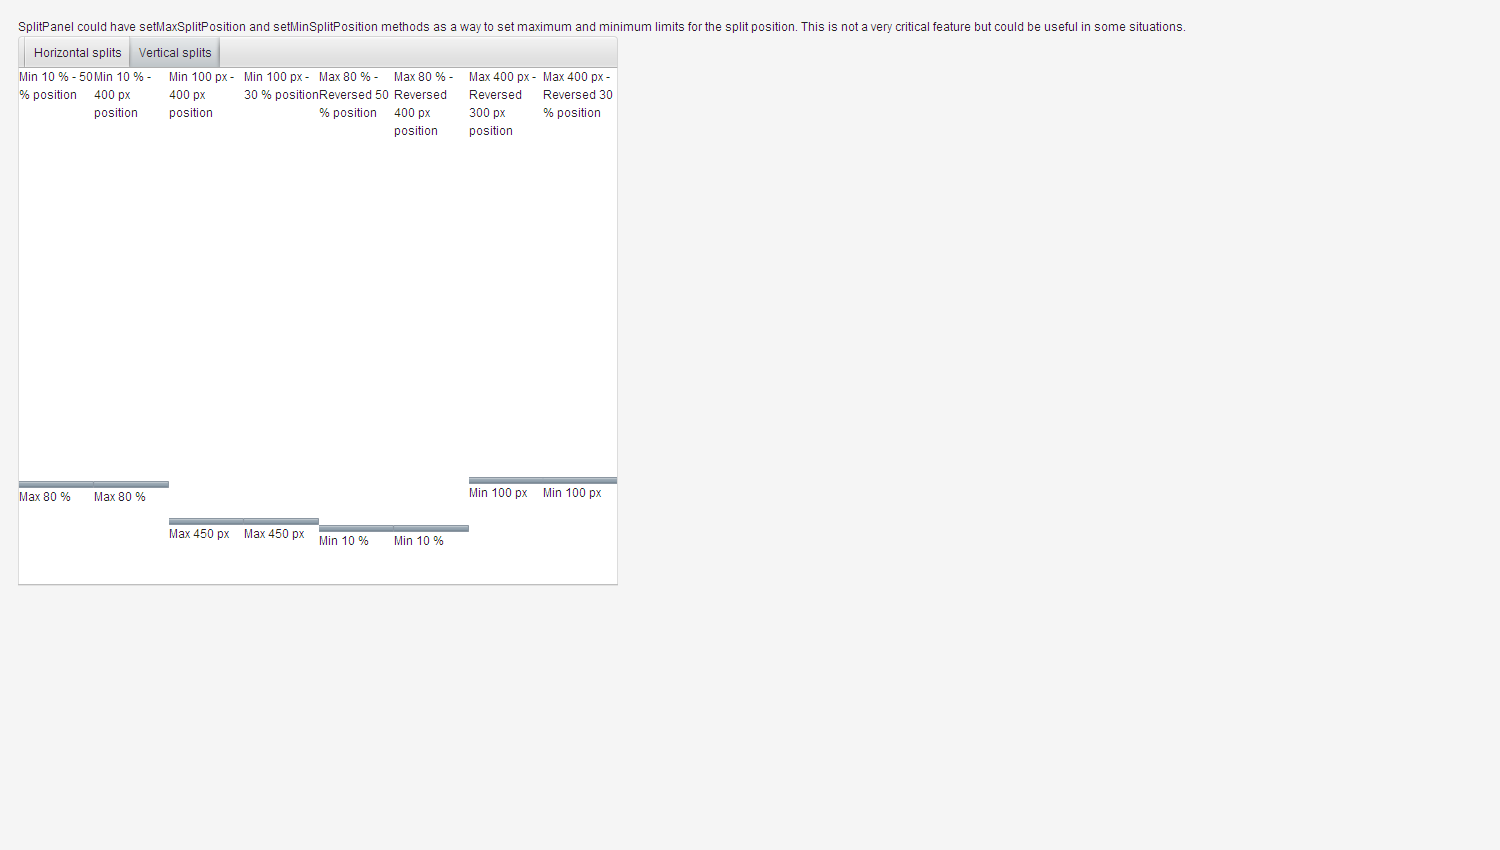 SplitPanel could have setMaxSplitPosition and setMinSplitPosition methods as a way to set maximum and minimum limits for the split position. This is not a very critical feature but could be useful in some situations.
Horizontal splits
Vertical splits
Min 10 % - 50
% position
Min 10 % -
400 px
position
Min 100 px -
400 px
position
Min 100 px -
30 % position
Max 80 % -
Reversed 50
% position
Max 80 % -
Reversed
400 px
position
Max 400 px -
Reversed
300 px
position
Max 400 px -
Reversed 30
% position
Max 80 %
Max 80 %
Max 450 px
Max 450 px
Min 10 %
Min 10 %
Min 100 px
Min 100 px